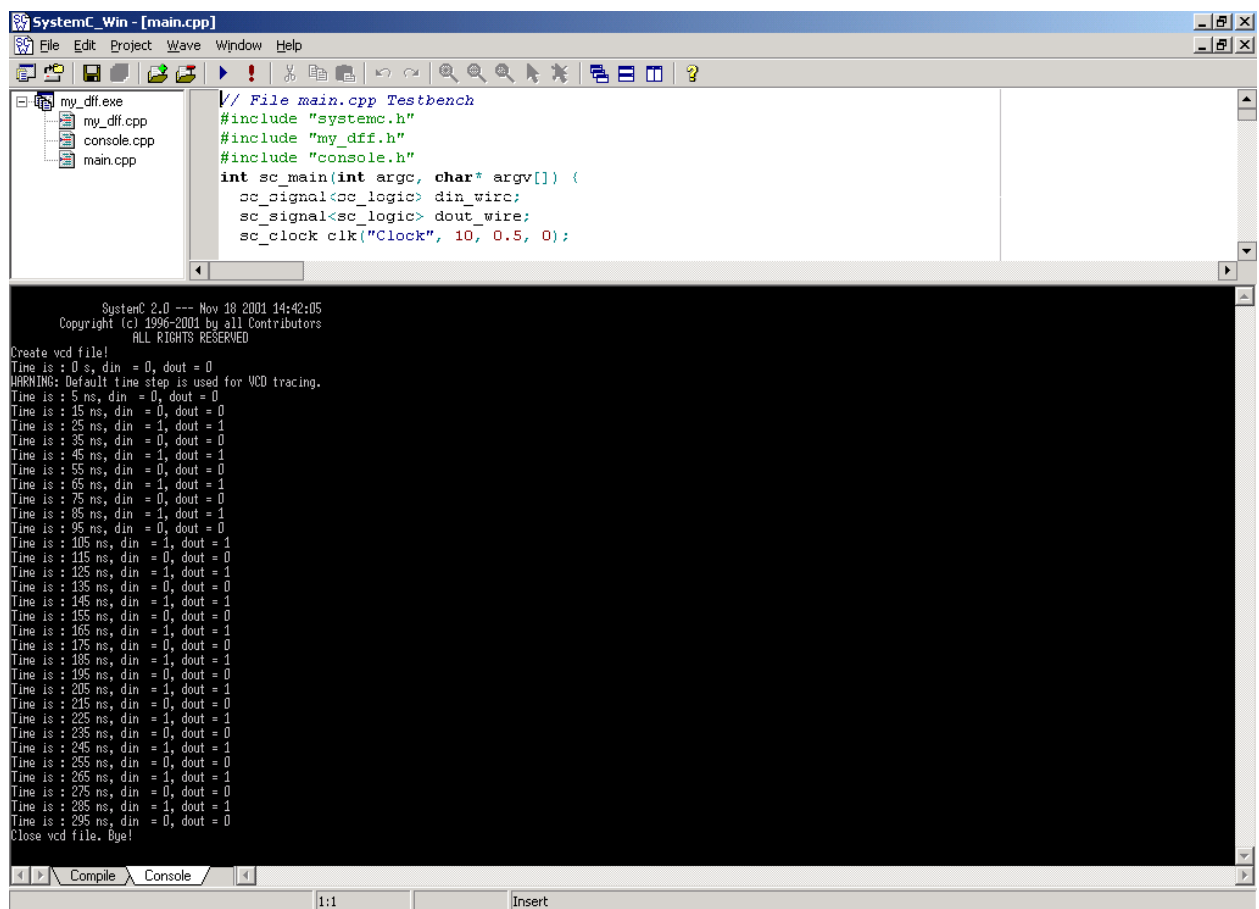 SystemC_Win - [main.cpp]
File Edit Project Wave Window Help
my_dff.exe
my_dff.cpp
console.cpp
main.cpp
// File main.cpp Testbench
#include "systemc.h"
#include "my_dff.h"
#include "console.h"
int sc_main(int argc, char* argv[]) {
sc_signal<sc_logic> din_wire;
sc_signal<sc_logic> dout_wire;
sc_clock clk("Clock", 10, 0.5, 0);
SystemC 2.0 --- Nov 18 2001 14:42:05
Copyright (c) 1996-2001 by all Contributors
ALL RIGHTS RESERVED
Create vcd file!
Time is : 0 s, din = 0, dout = 0
WARNING: Default time step is used for VCD tracing.
Time is : 5 ns, din = 0, dout = 0
Time is : 15 ns, din = 0, dout = 0
Time is : 25 ns, din = 1, dout = 1
Time is : 35 ns, din = 0, dout = 0
Time is : 45 ns, din = 1, dout = 1
Time is : 55 ns, din = 0, dout = 0
Time is : 65 ns, din = 1, dout = 1
Time is : 75 ns, din = 0, dout = 0
Time is : 85 ns, din = 1, dout = 1
Time is : 95 ns, din = 0, dout = 0
Time is : 105 ns, din = 1, dout = 1
Time is : 115 ns, din = 0, dout = 0
Time is : 125 ns, din = 1, dout = 1
Time is : 135 ns, din = 0, dout = 0
Time is : 145 ns, din = 1, dout = 1
Time is : 155 ns, din = 0, dout = 0
Time is : 165 ns, din = 1, dout = 1
Time is : 175 ns, din = 0, dout = 0
Time is : 185 ns, din = 1, dout = 1
Time is : 195 ns, din = 0, dout = 0
Time is : 205 ns, din = 1, dout = 1
Time is : 215 ns, din = 0, dout = 0
Time is : 225 ns, din = 1, dout = 1
Time is : 235 ns, din = 0, dout = 0
Time is : 245 ns, din = 1, dout = 1
Time is : 255 ns, din = 0, dout = 0
Time is : 265 ns, din = 1, dout = 1
Time is : 275 ns, din = 0, dout = 0
Time is : 285 ns, din = 1, dout = 1
Time is : 295 ns, din = 0, dout = 0
Close vcd file. Bye!
Compile Console
1:1 Insert